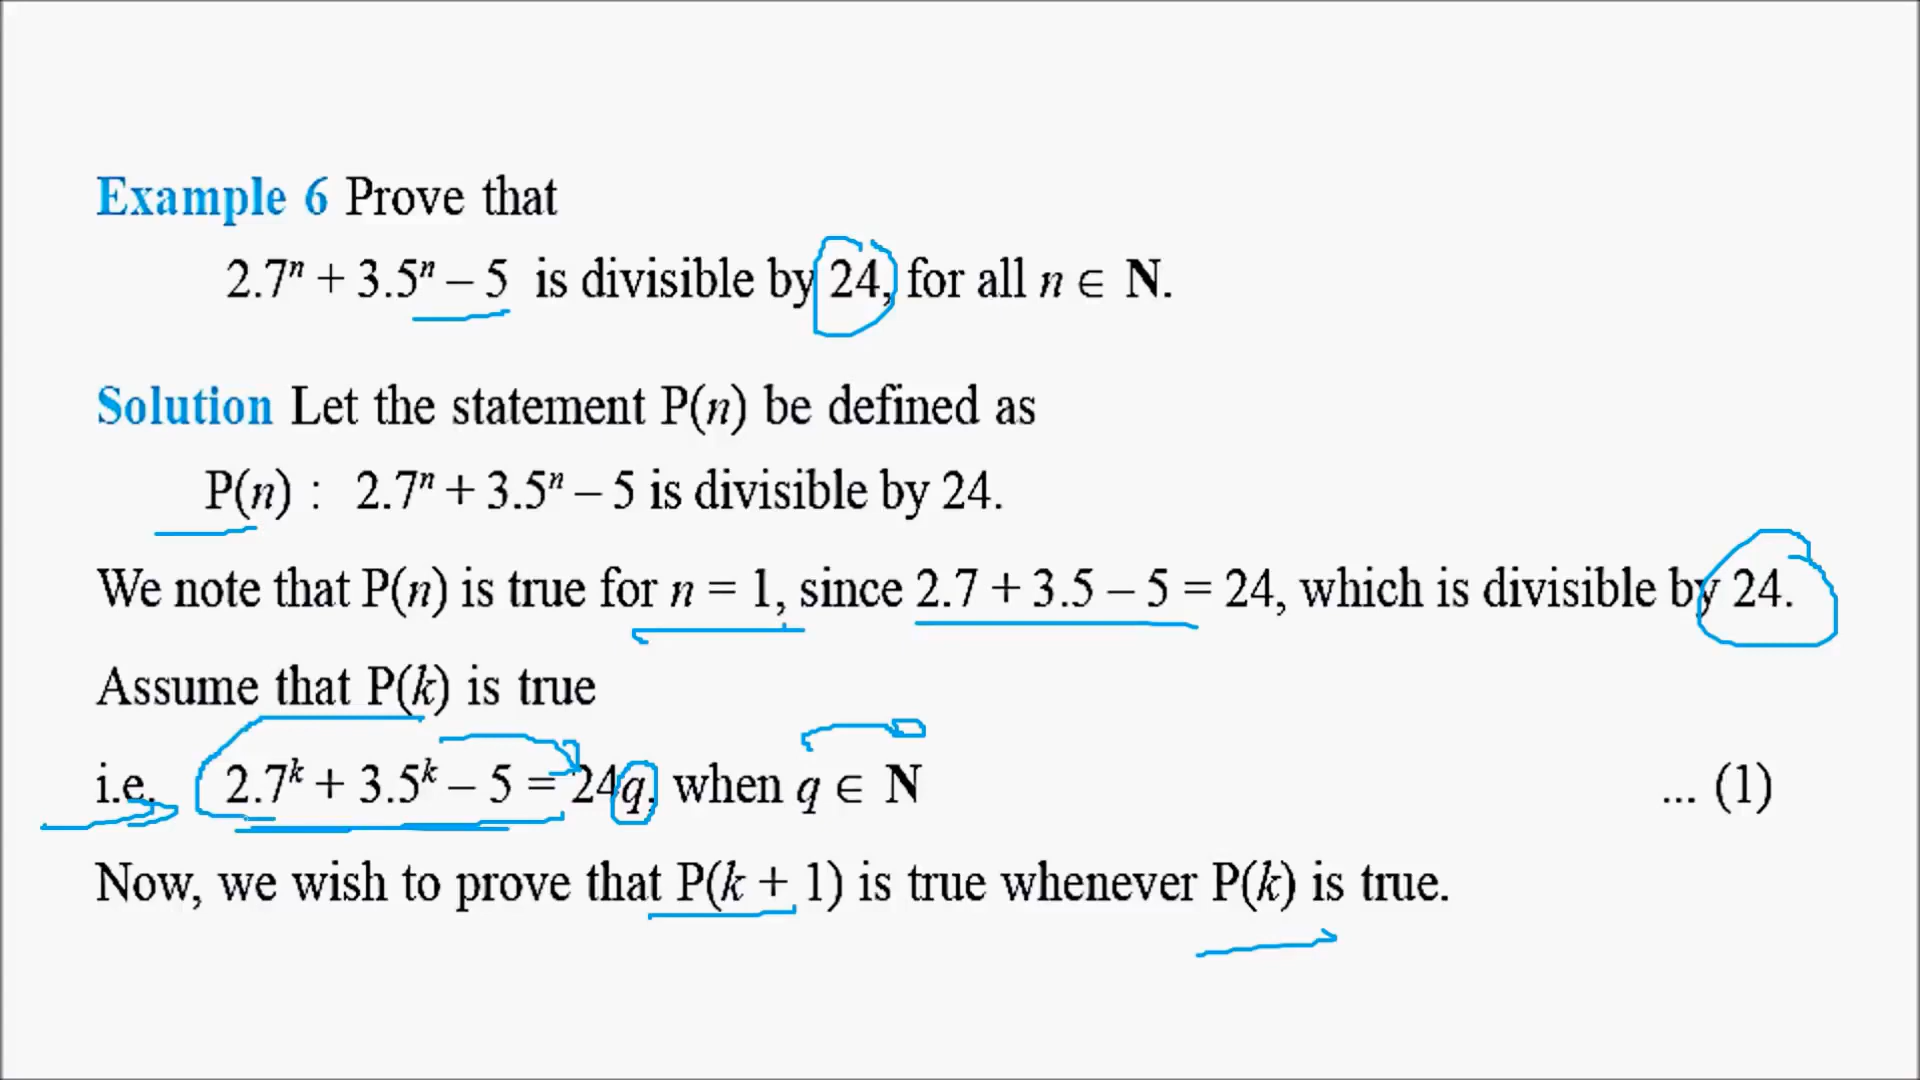 Example 6 Prove that
2.7ⁿ + 3.5ⁿ – 5 is divisible by 24, for all n ∈ N.
Solution Let the statement P(n) be defined as
P(n) : 2.7ⁿ + 3.5ⁿ – 5 is divisible by 24.
We note that P(n) is true for n = 1, since 2.7 + 3.5 – 5 = 24, which is divisible by 24.
Assume that P(k) is true
i.e. 2.7ᵏ + 3.5ᵏ – 5 = 24q, when q ∈ N ... (1)
Now, we wish to prove that P(k + 1) is true whenever P(k) is true.